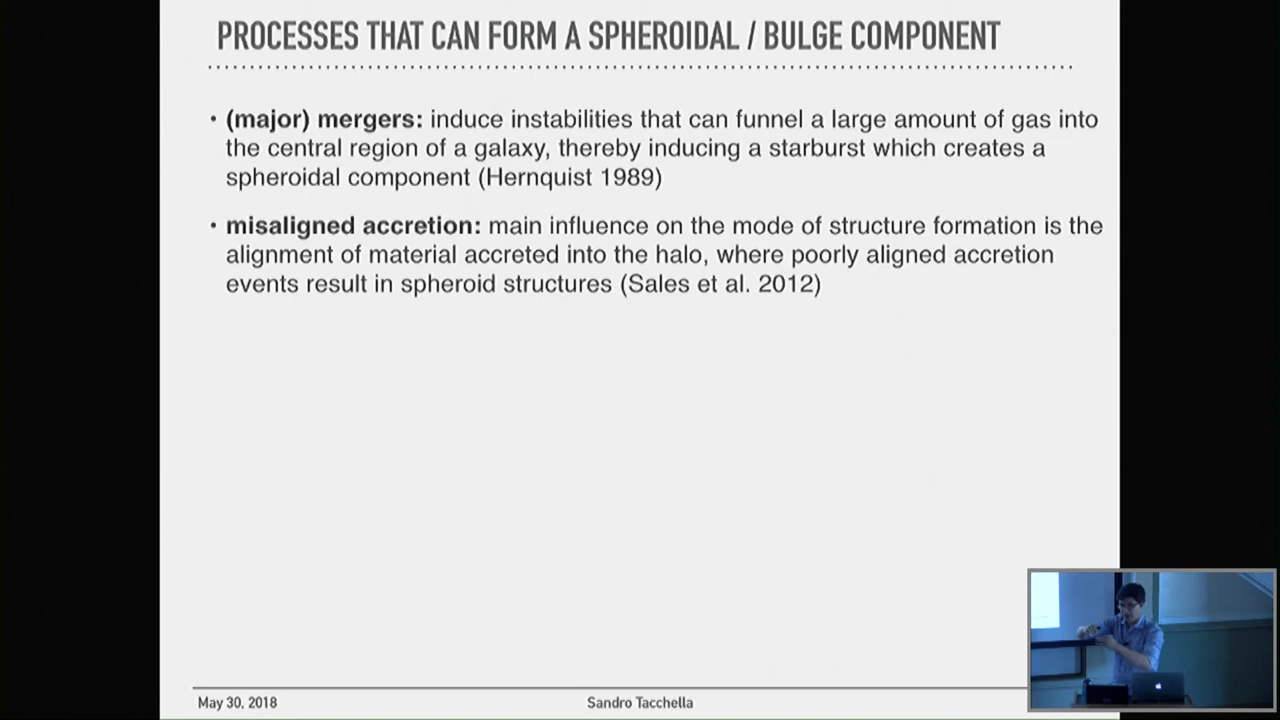 PROCESSES THAT CAN FORM A SPHEROIDAL / BULGE COMPONENT
• (major) mergers: induce instabilities that can funnel a large amount of gas into
the central region of a galaxy, thereby inducing a starburst which creates a
spheroidal component (Hernquist 1989)
• misaligned accretion: main influence on the mode of structure formation is the
alignment of material accreted into the halo, where poorly aligned accretion
events result in spheroid structures (Sales et al. 2012)
May 30, 2018
Sandro Tacchella